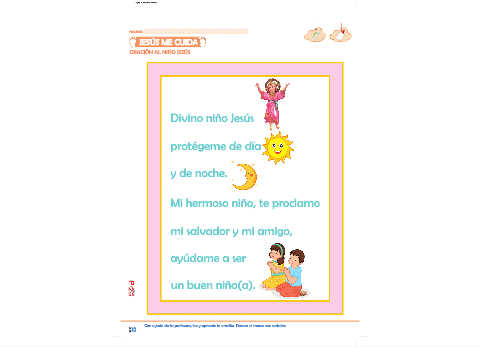 JESÚS ME CUIDA
ORACIÓN AL NIÑO JESÚS
Divino niño Jesús
protégeme de día
y de noche.
Mi hermoso niño, te proclamo
mi salvador y mi amigo,
ayúdame a ser
un buen niño(a).